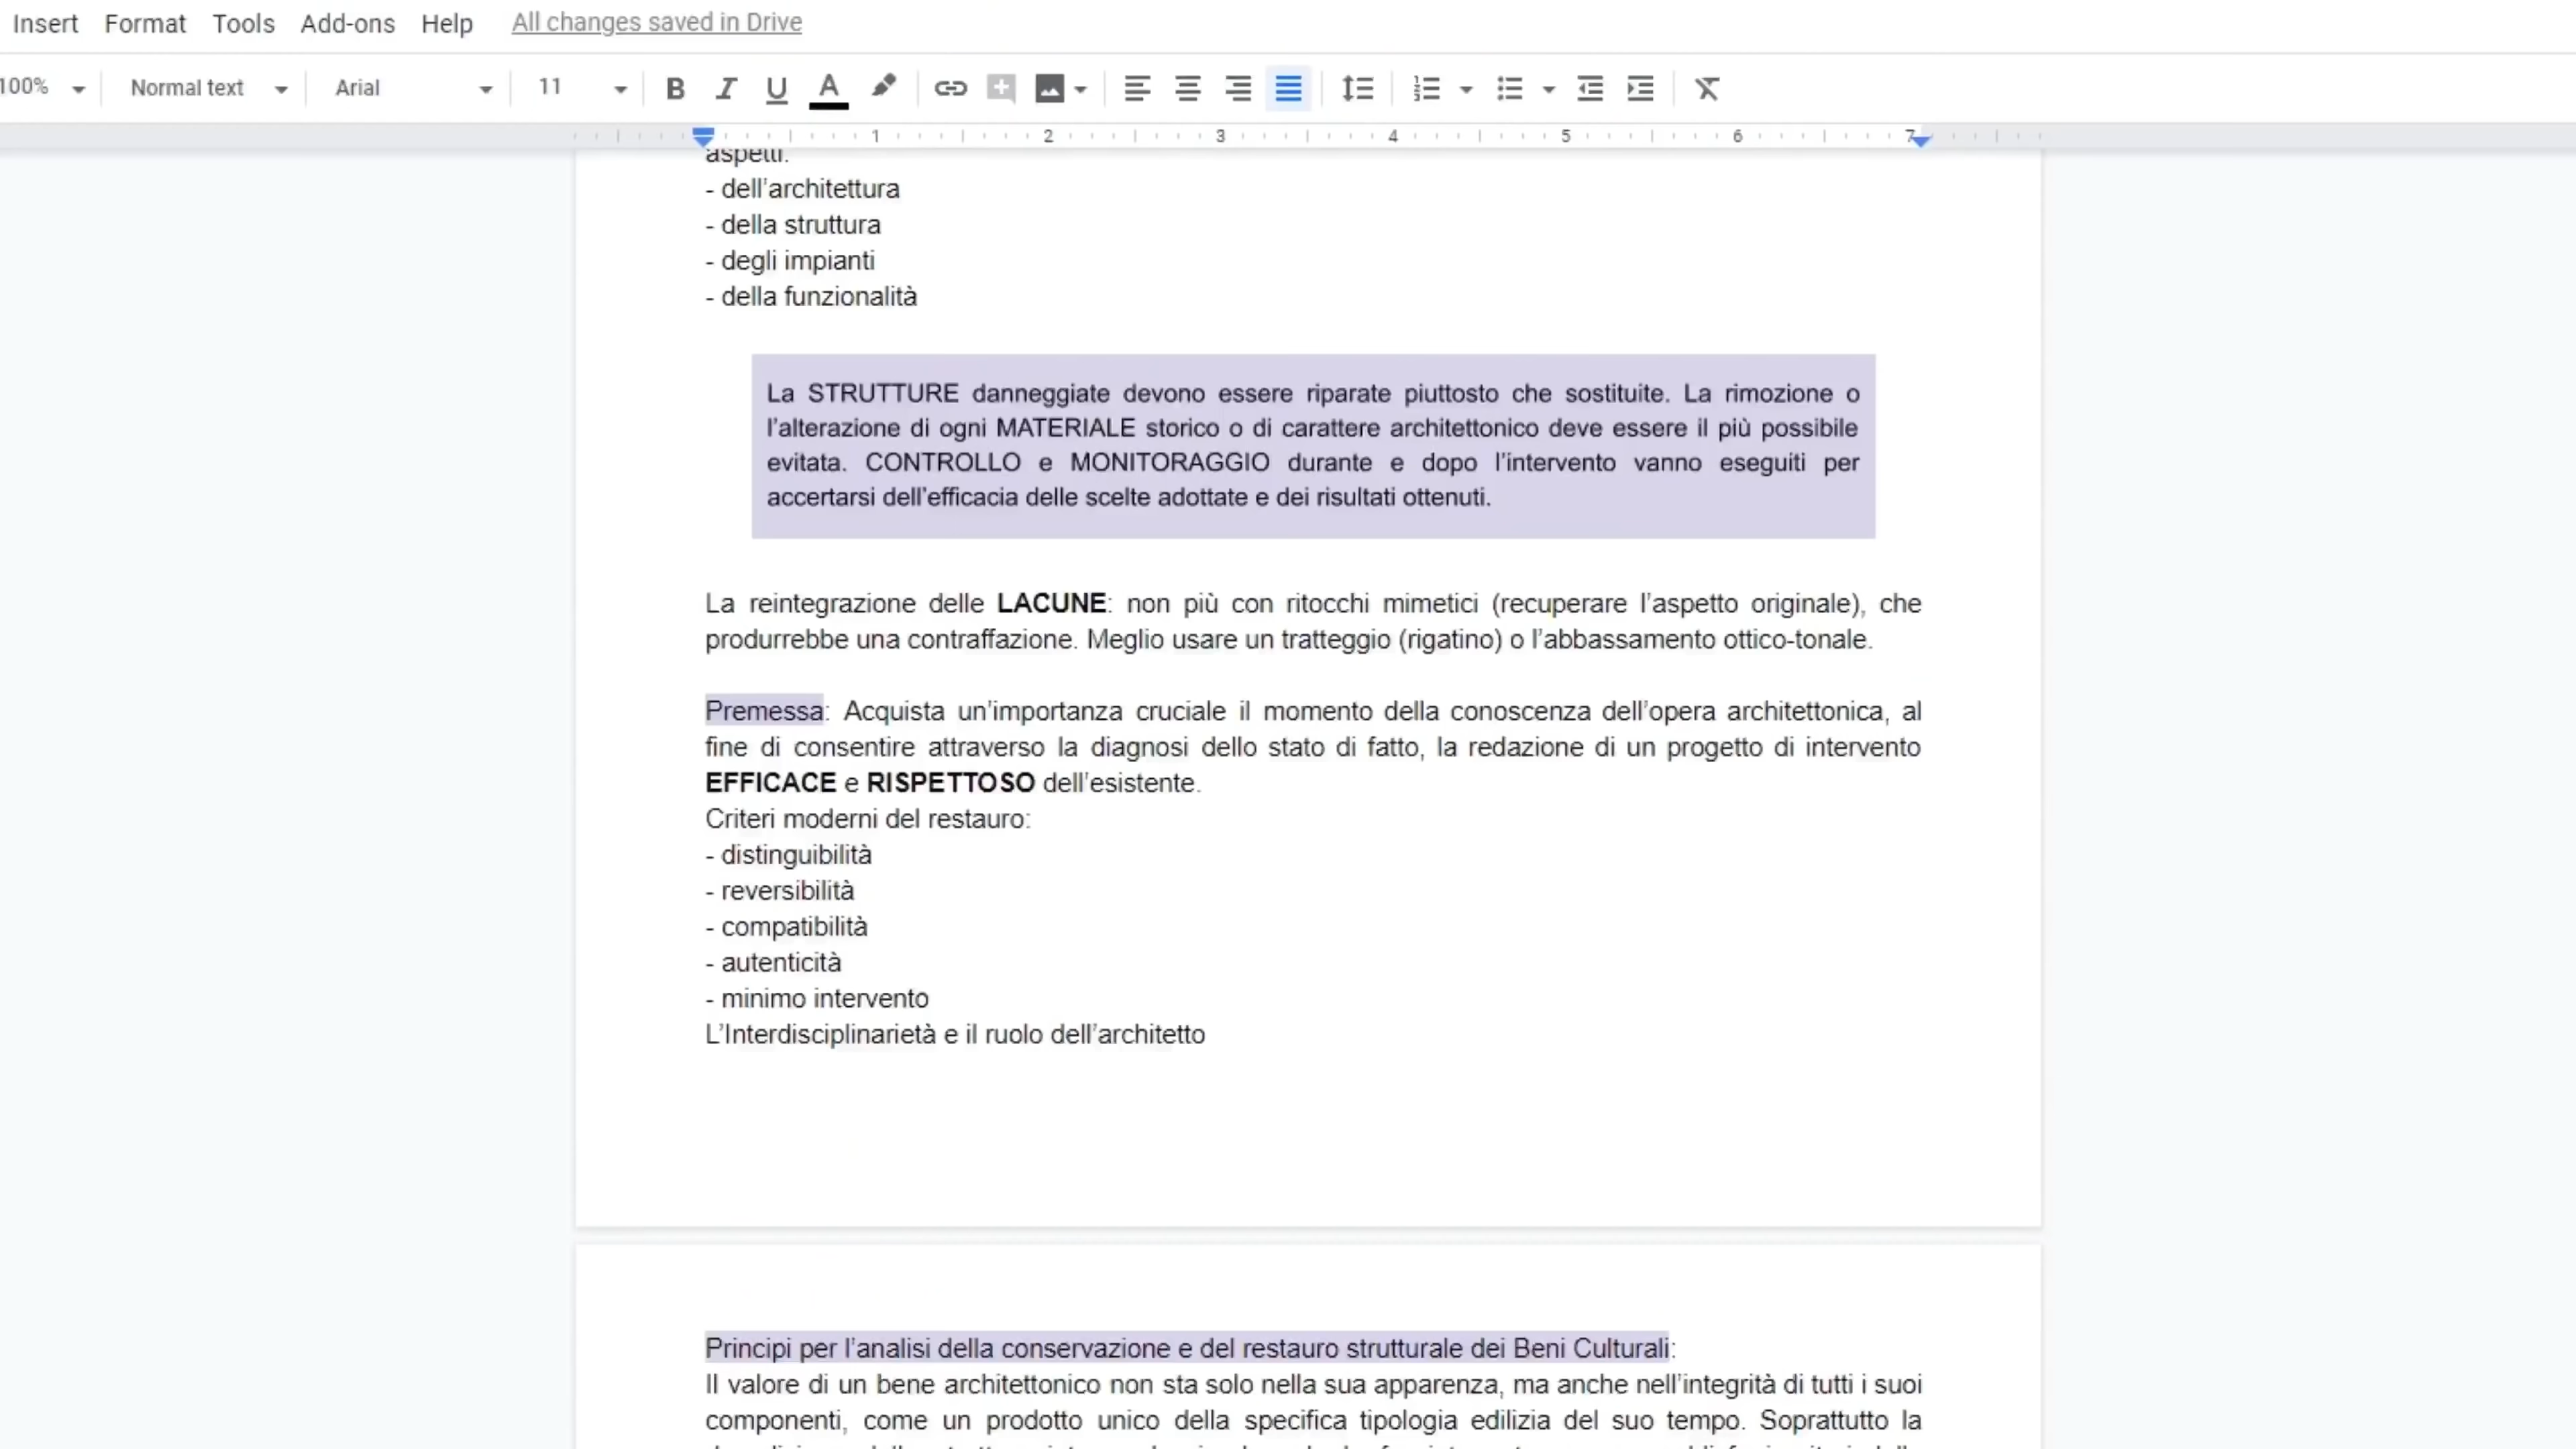 Insert Format Tools Add-ons Help All changes saved in Drive
100% Normal text Arial 11 B I U A
1 2 3 4 5 6 7
aspetti:
- dell’architettura
- della struttura
- degli impianti
- della funzionalità
La STRUTTURE danneggiate devono essere riparate piuttosto che sostituite. La rimozione o
l’alterazione di ogni MATERIALE storico o di carattere architettonico deve essere il più possibile
evitata. CONTROLLO e MONITORAGGIO durante e dopo l’intervento vanno eseguiti per
accertarsi dell’efficacia delle scelte adottate e dei risultati ottenuti.
La reintegrazione delle LACUNE: non più con ritocchi mimetici (recuperare l’aspetto originale), che
produrrebbe una contraffazione. Meglio usare un tratteggio (rigatino) o l’abbassamento ottico-tonale.
Premessa: Acquista un’importanza cruciale il momento della conoscenza dell’opera architettonica, al
fine di consentire attraverso la diagnosi dello stato di fatto, la redazione di un progetto di intervento
EFFICACE e RISPETTOSO dell’esistente.
Criteri moderni del restauro:
- distinguibilità
- reversibilità
- compatibilità
- autenticità
- minimo intervento
L’Interdisciplinarietà e il ruolo dell’architetto
Principi per l’analisi della conservazione e del restauro strutturale dei Beni Culturali:
Il valore di un bene architettonico non sta solo nella sua apparenza, ma anche nell’integrità di tutti i suoi
componenti, come un prodotto unico della specifica tipologia edilizia del suo tempo. Soprattutto la